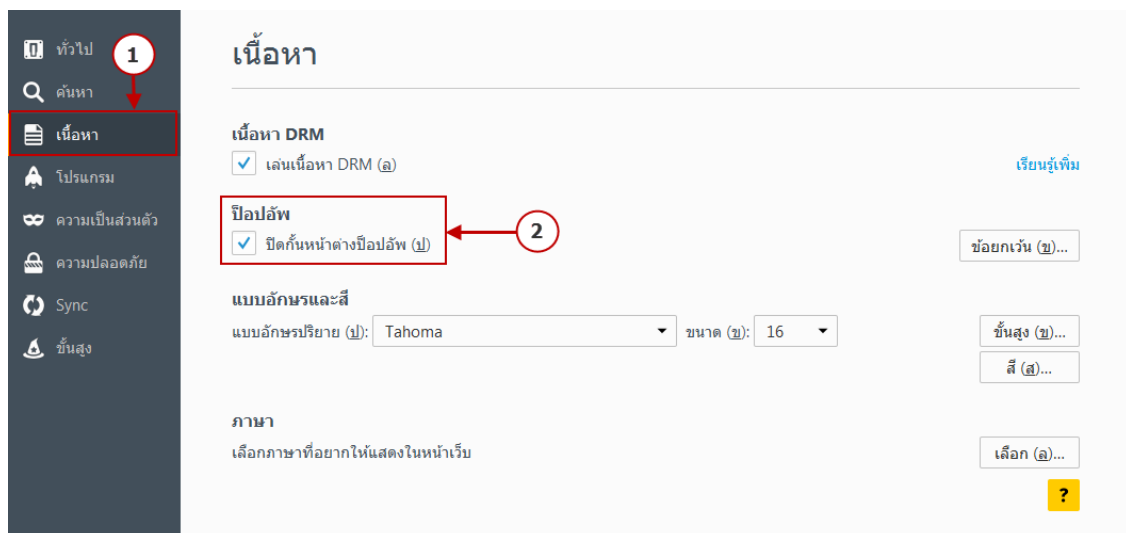 ทั่วไป
1
ค้นหา
เนื้อหา
โปรแกรม
ความเป็นส่วนตัว
ความปลอดภัย
Sync
ขั้นสูง
เนื้อหา
เนื้อหา DRM
เล่นเนื้อหา DRM (ล)
เรียนรู้เพิ่ม
ป๊อปอัพ
ปิดกั้นหน้าต่างป๊อปอัพ (ป)
2
ข้อยกเว้น (ข)...
แบบอักษรและสี
แบบอักษรปริยาย (ป): Tahoma ขนาด (ข): 16
ขั้นสูง (ข)...
สี (ส)...
ภาษา
เลือกภาษาที่อยากให้แสดงในหน้าเว็บ
เลือก (ล)...
?